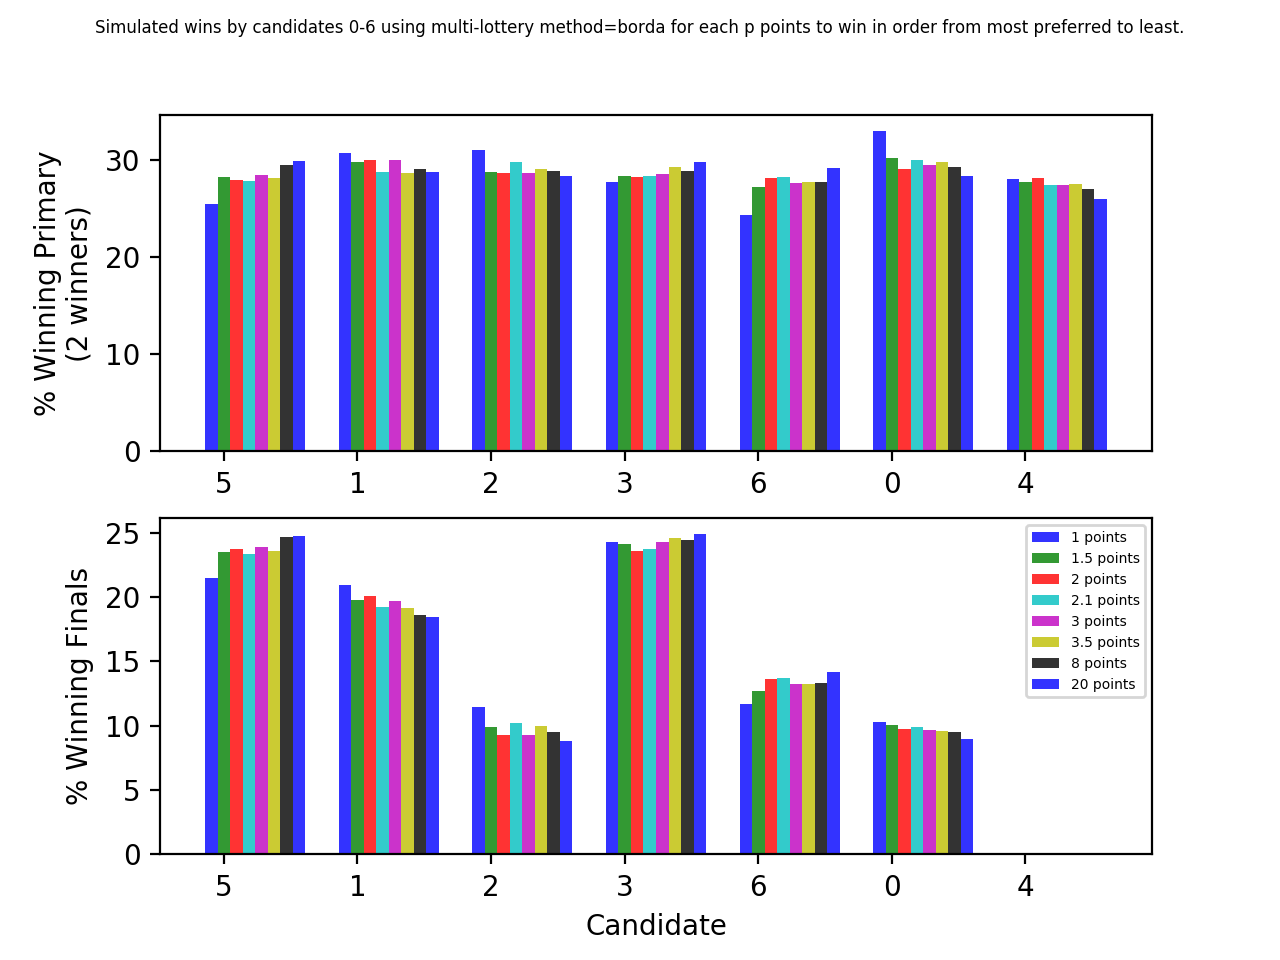 Simulated wins by candidates 0-6 using multi-lottery method=borda for each p points to win in order from most preferred to least.
% Winning Primary
(2 winners)
30
20
10
0
5 1 2 3 6 0 4
% Winning Finals
25
20
15
10
5
0
1 points
1.5 points
2 points
2.1 points
3 points
3.5 points
8 points
20 points
5 1 2 3 6 0 4
Candidate